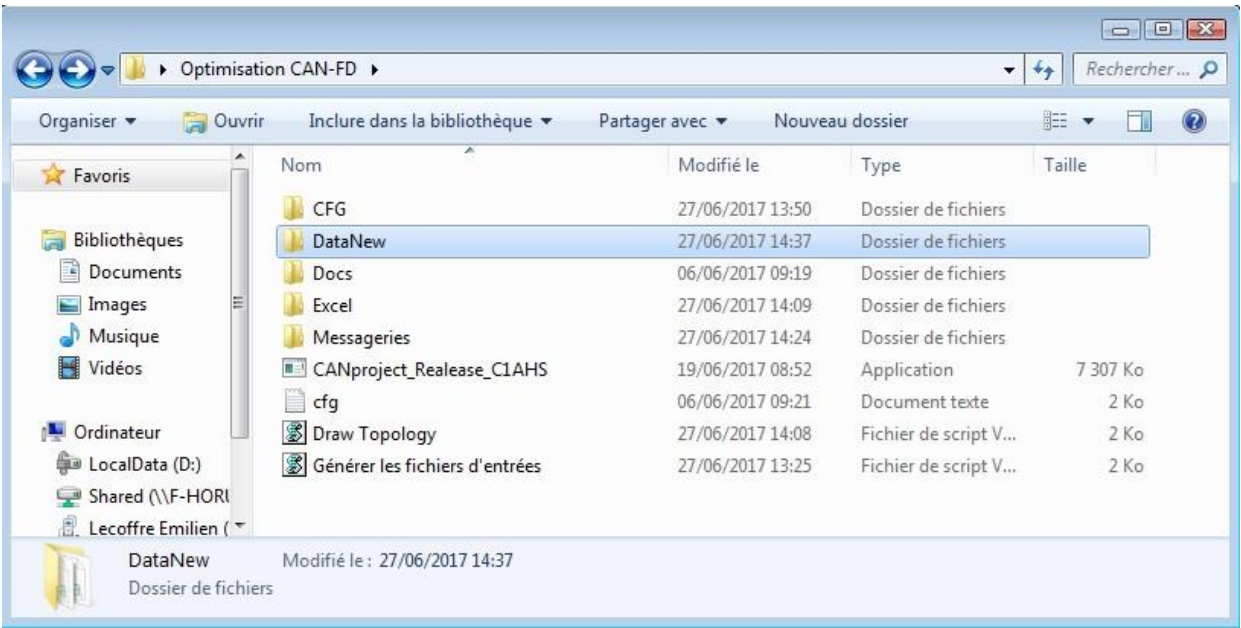 Optimisation CAN-FD
Rechercher ...
Organiser Ouvrir Inclure dans la bibliothèque Partager avec Nouveau dossier
Favoris
Bibliothèques
Documents
Images
Musique
Vidéos
Ordinateur
LocalData (D:)
Shared (\\F-HORU
Lecoffre Emilien (
Nom Modifié le Type Taille
CFG 27/06/2017 13:50 Dossier de fichiers
DataNew 27/06/2017 14:37 Dossier de fichiers
Docs 06/06/2017 09:19 Dossier de fichiers
Excel 27/06/2017 14:09 Dossier de fichiers
Messageries 27/06/2017 14:24 Dossier de fichiers
CANproject_Realease_C1AHS 19/06/2017 08:52 Application 7 307 Ko
cfg 06/06/2017 09:21 Document texte 2 Ko
Draw Topology 27/06/2017 14:08 Fichier de script V... 2 Ko
Générer les fichiers d'entrées 27/06/2017 13:25 Fichier de script V... 2 Ko
DataNew Modifié le : 27/06/2017 14:37
Dossier de fichiers